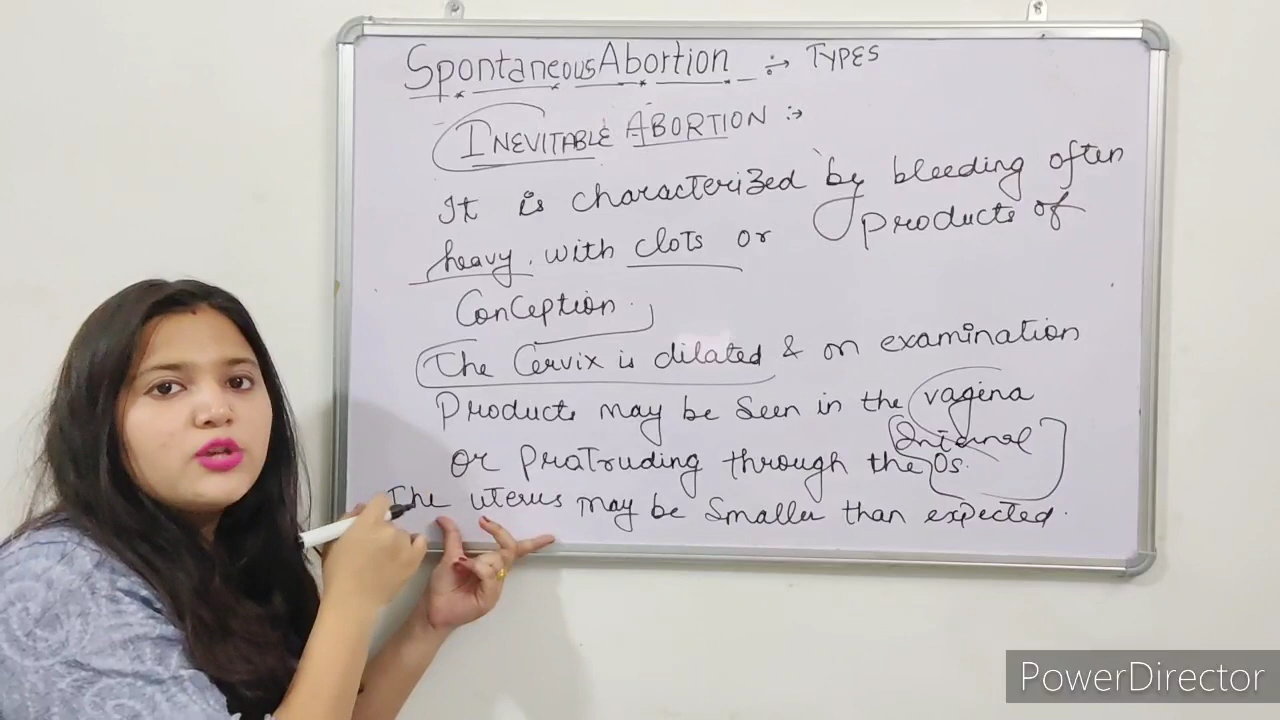 Spontaneous Abortion :→ TYPES
INEVITABLE ABORTION :→
It is characterized by bleeding often
heavy, with clots or products of
Conception.
The Cervix is dilated & on examination
Products may be seen in the vagina
Internal
or pratruding through the Os.
The uterus may be smaller than expected.
PowerDirector